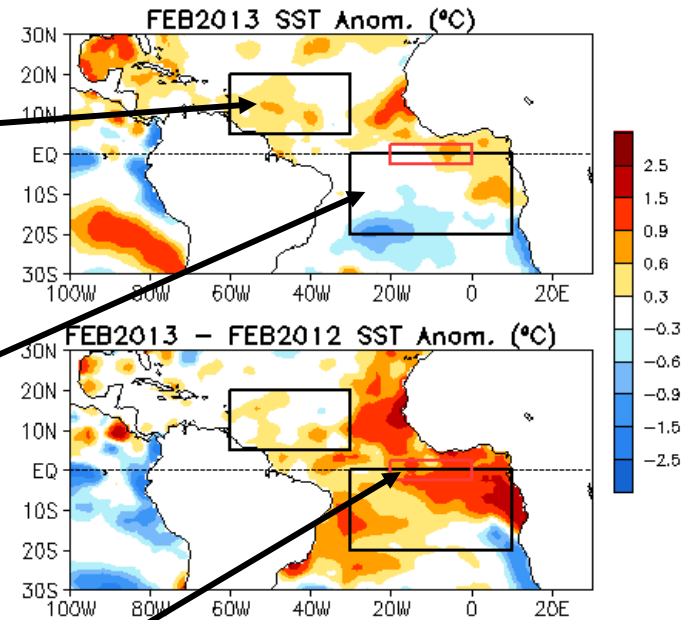 FEB2013 SST Anom. (ºC)
30N
20N
10N
EQ
10S
20S
30S
100W 80W 60W 40W 20W 0 20E
FEB2013 – FEB2012 SST Anom. (ºC)
30N
20N
10N
EQ
10S
20S
30S
100W 80W 60W 40W 20W 0 20E
2.5
1.5
0.9
0.6
0.3
−0.3
−0.6
−0.9
−1.5
−2.5